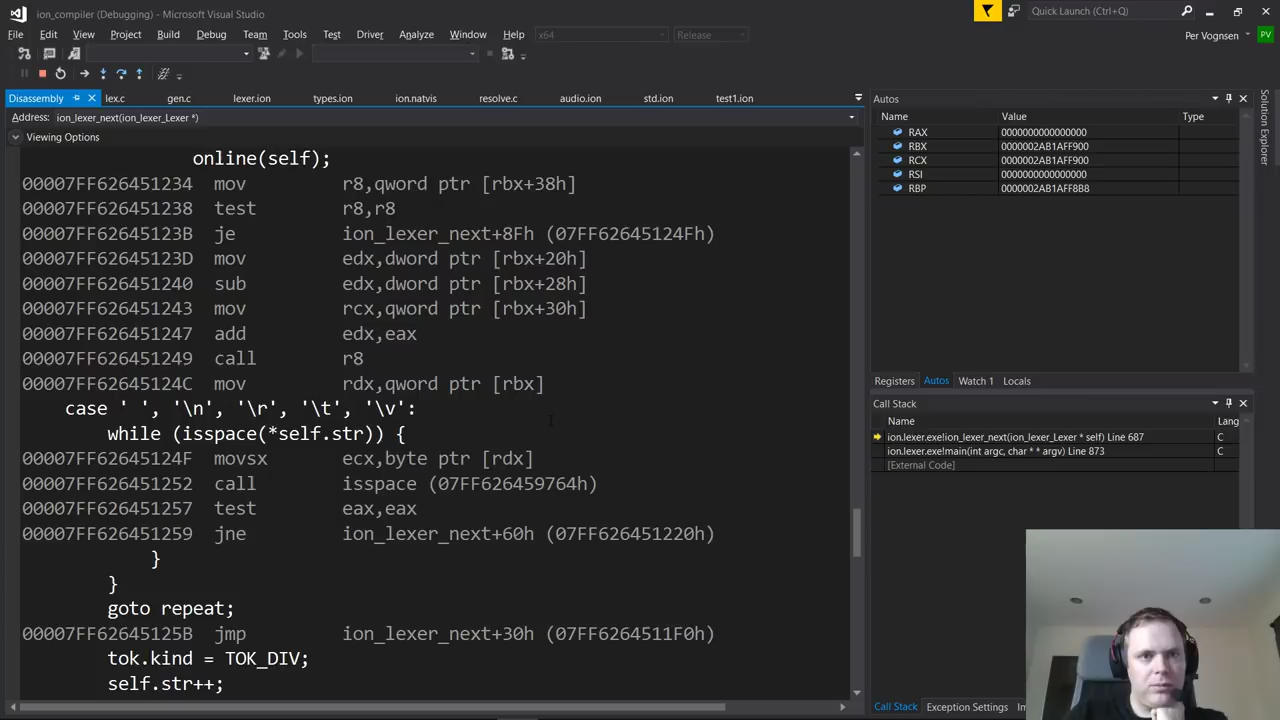 ion_compiler (Debugging) - Microsoft Visual Studio
Quick Launch (Ctrl+Q)
File Edit View Project Build Debug Team Tools Test Driver Analyze Window Help x64 Release
Per Vognsen PV
Disassembly lex.c gen.c lexer.ion types.ion ion.natvis resolve.c audio.ion std.ion test1.ion
Address: ion_lexer_next(ion_lexer_Lexer *)
Viewing Options
online(self);
00007FF626451234 mov r8,qword ptr [rbx+38h]
00007FF626451238 test r8,r8
00007FF62645123B je ion_lexer_next+8Fh (07FF62645124Fh)
00007FF62645123D mov edx,dword ptr [rbx+20h]
00007FF626451240 sub edx,dword ptr [rbx+28h]
00007FF626451243 mov rcx,qword ptr [rbx+30h]
00007FF626451247 add edx,eax
00007FF626451249 call r8
00007FF62645124C mov rdx,qword ptr [rbx]
case ' ', '\n', '\r', '\t', '\v':
while (isspace(*self.str)) {
00007FF62645124F movsx ecx,byte ptr [rdx]
00007FF626451252 call isspace (07FF626459764h)
00007FF626451257 test eax,eax
00007FF626451259 jne ion_lexer_next+60h (07FF626451220h)
}
}
goto repeat;
00007FF62645125B jmp ion_lexer_next+30h (07FF6264511F0h)
tok.kind = TOK_DIV;
self.str++;
Autos
Name Value Type
RAX 0000000000000000
RBX 0000002AB1AFF900
RCX 0000002AB1AFF900
RSI 0000000000000000
RBP 0000002AB1AFF8B8
Registers Autos Watch 1 Locals
Call Stack
Name Lang
ion.lexer.exe!ion_lexer_next(ion_lexer_Lexer * self) Line 687 C
ion.lexer.exe!main(int argc, char * * argv) Line 873 C
[External Code]
Call Stack Exception Settings Im
Solution Explorer